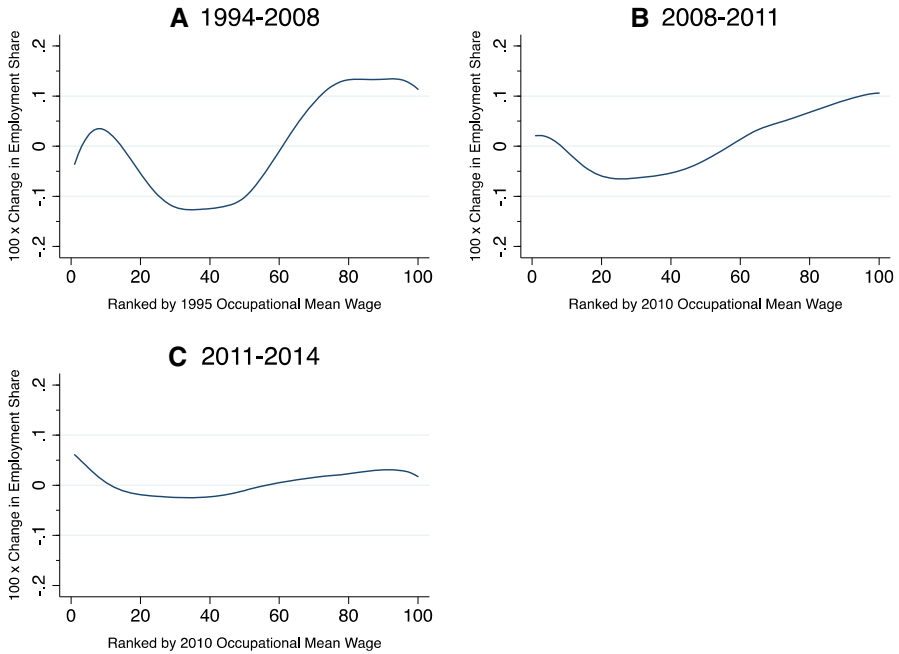 A 1994-2008
100 x Change in Employment Share
.2
.1
0
-.1
-.2
0 20 40 60 80 100
Ranked by 1995 Occupational Mean Wage
B 2008-2011
100 x Change in Employment Share
.2
.1
0
-.1
-.2
0 20 40 60 80 100
Ranked by 2010 Occupational Mean Wage
C 2011-2014
100 x Change in Employment Share
.2
.1
0
-.1
-.2
0 20 40 60 80 100
Ranked by 2010 Occupational Mean Wage